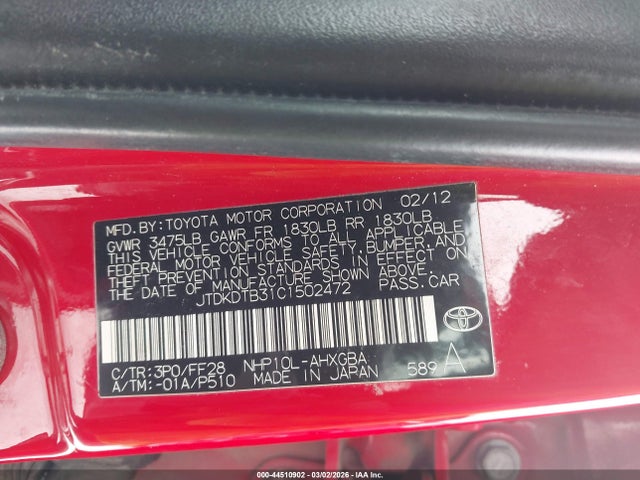 MFD.BY:TOYOTA MOTOR CORPORATION 02/12
GVWR 3475LB GAWR FR 1830LB RR 1830LB
THIS VEHICLE CONFORMS TO ALL APPLICABLE
FEDERAL MOTOR VEHICLE SAFETY,BUMPER,AND
THEFT PREVENTION STANDARDS IN EFFECT ON
THE DATE OF MANUFACTURE SHOWN ABOVE.
JTDKDTB31C1502472 PASS.CAR
C/TR:3P0/FF28 NHP10L-AHXGBA
A/TM:-01A/P510 MADE IN JAPAN 589 A
000-44510902 | 03/02/2026 - Copyright © IAA, Inc.